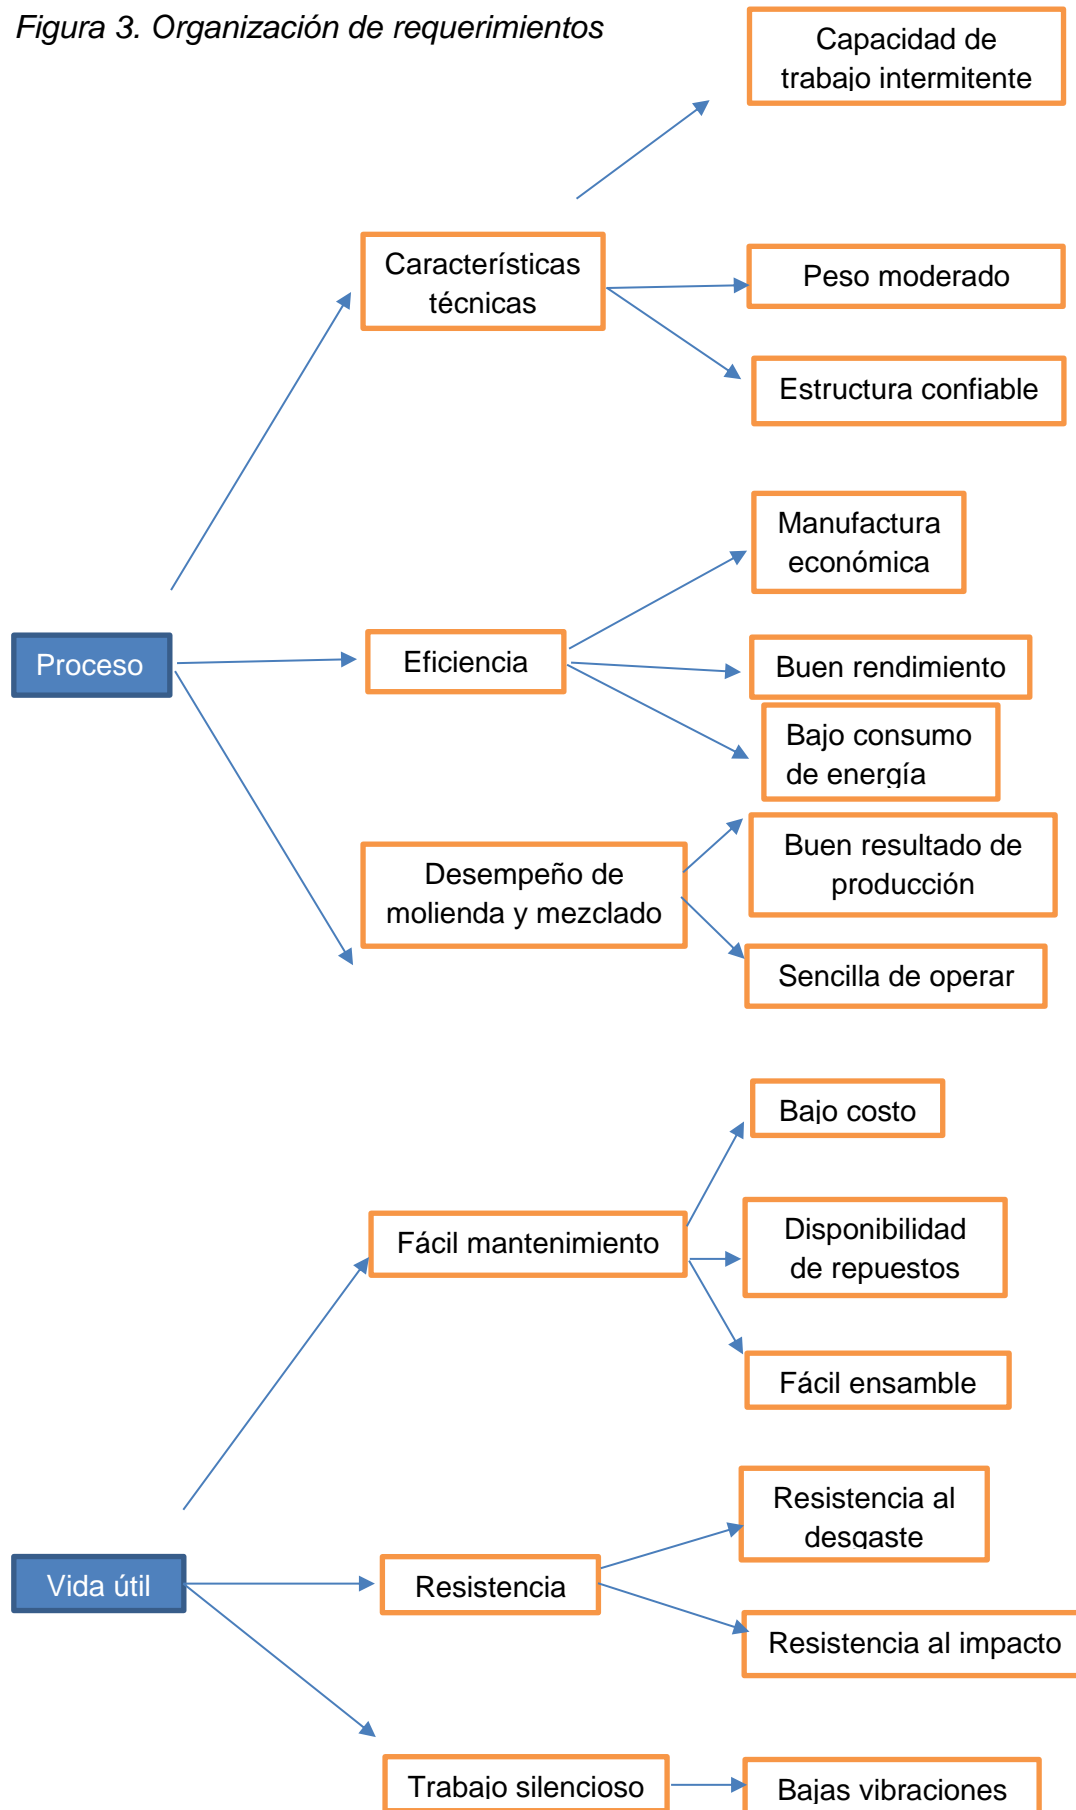 Figura 3. Organización de requerimientos
Capacidad de
trabajo intermitente
Características
técnicas
Peso moderado
Estructura confiable
Manufactura
económica
Proceso
Eficiencia
Buen rendimiento
Bajo consumo
de energía
Desempeño de
molienda y mezclado
Buen resultado de
producción
Sencilla de operar
Bajo costo
Fácil mantenimiento
Disponibilidad
de repuestos
Fácil ensamble
Resistencia al
desgaste
Vida útil
Resistencia
Resistencia al impacto
Trabajo silencioso
Bajas vibraciones